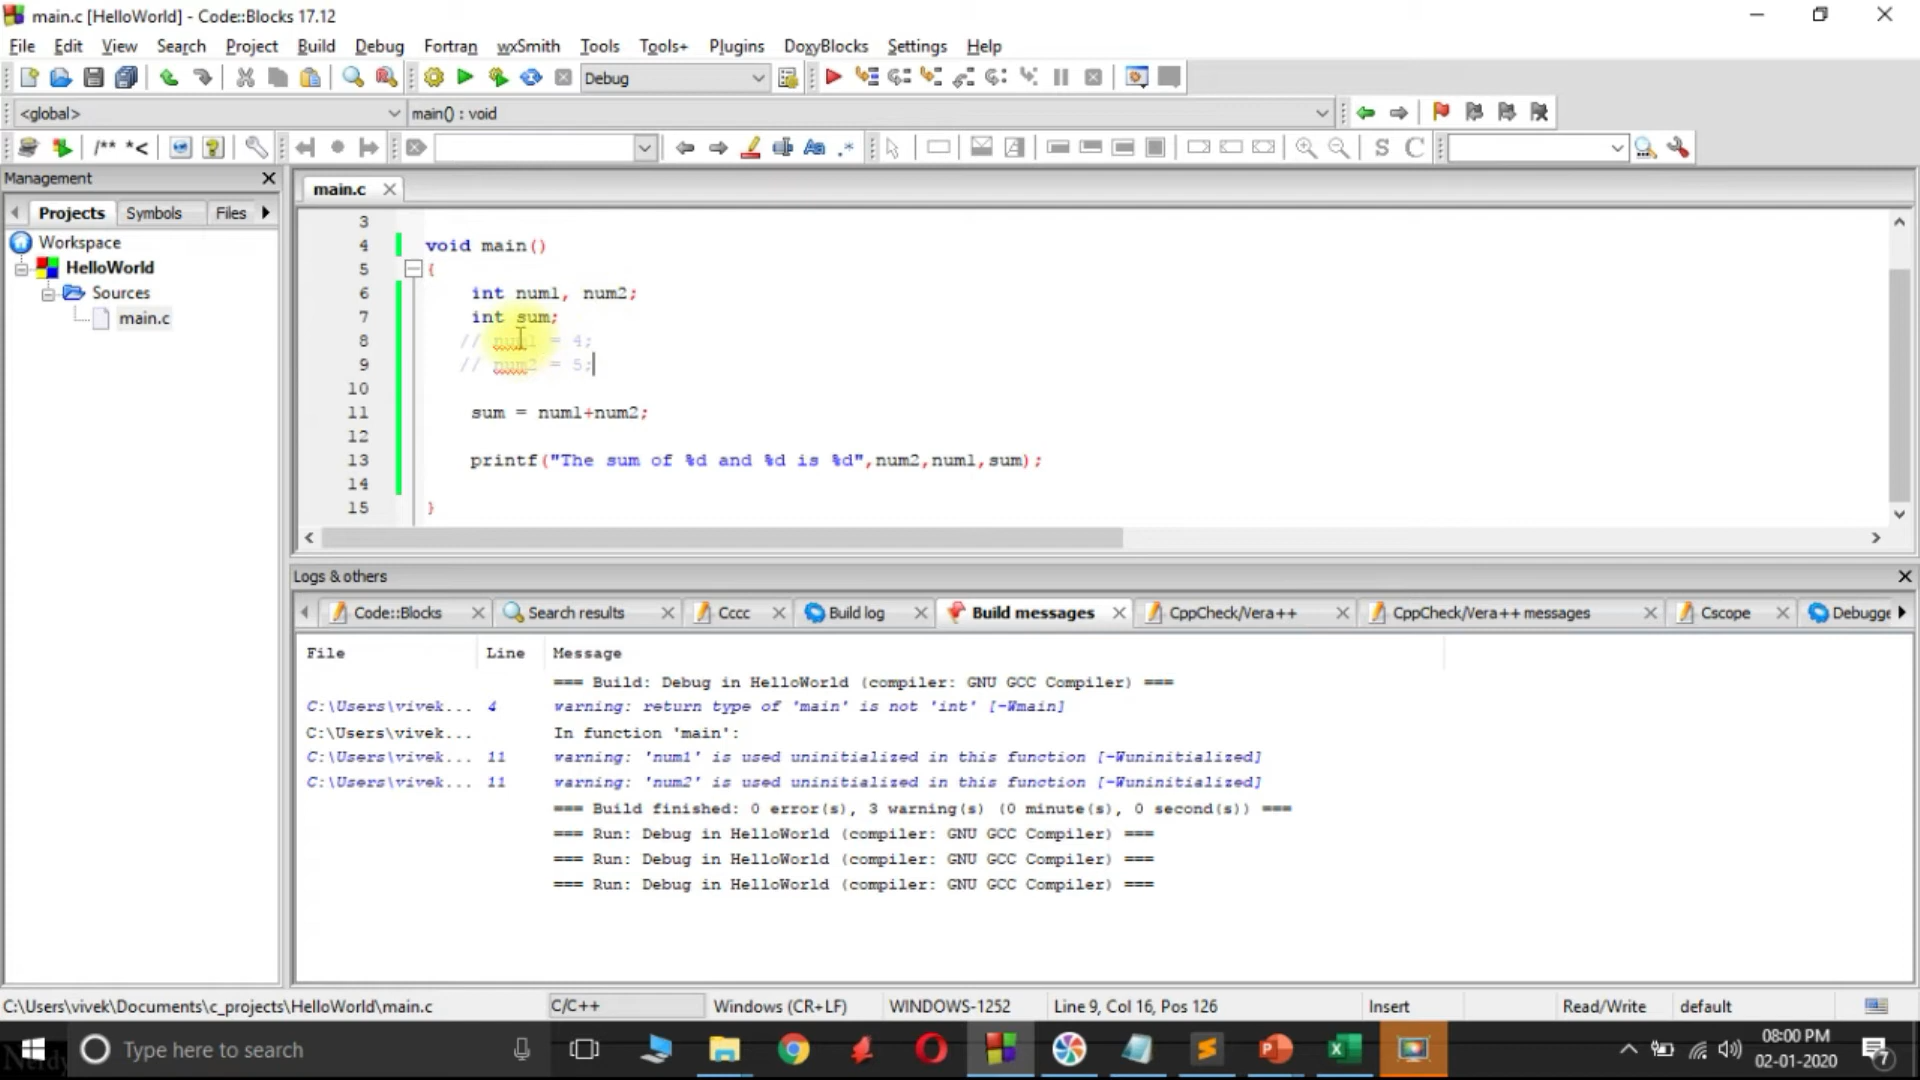 main.c [HelloWorld] - Code::Blocks 17.12
File Edit View Search Project Build Debug Fortran wxSmith Tools Tools+ Plugins DoxyBlocks Settings Help
Debug
<global> main() : void
/** *<
S C
Management
Projects Symbols Files
Workspace
HelloWorld
Sources
main.c
main.c
3
4 void main()
5 {
6 int num1, num2;
7 int sum;
8 // num1 = 4;
9 // num2 = 5;
10
11 sum = num1+num2;
12
13 printf("The sum of %d and %d is %d",num2,num1,sum);
14
15 }
Logs & others
Code::Blocks Search results Cccc Build log Build messages CppCheck/Vera++ CppCheck/Vera++ messages Cscope Debugge
File Line Message
=== Build: Debug in HelloWorld (compiler: GNU GCC Compiler) ===
C:\Users\vivek... 4 warning: return type of 'main' is not 'int' [-Wmain]
C:\Users\vivek... In function 'main':
C:\Users\vivek... 11 warning: 'num1' is used uninitialized in this function [-Wuninitialized]
C:\Users\vivek... 11 warning: 'num2' is used uninitialized in this function [-Wuninitialized]
=== Build finished: 0 error(s), 3 warning(s) (0 minute(s), 0 second(s)) ===
=== Run: Debug in HelloWorld (compiler: GNU GCC Compiler) ===
=== Run: Debug in HelloWorld (compiler: GNU GCC Compiler) ===
=== Run: Debug in HelloWorld (compiler: GNU GCC Compiler) ===
C:\Users\vivek\Documents\c_projects\HelloWorld\main.c C/C++ Windows (CR+LF) WINDOWS-1252 Line 9, Col 16, Pos 126 Insert Read/Write default
Type here to search
08:00 PM
02-01-2020
7